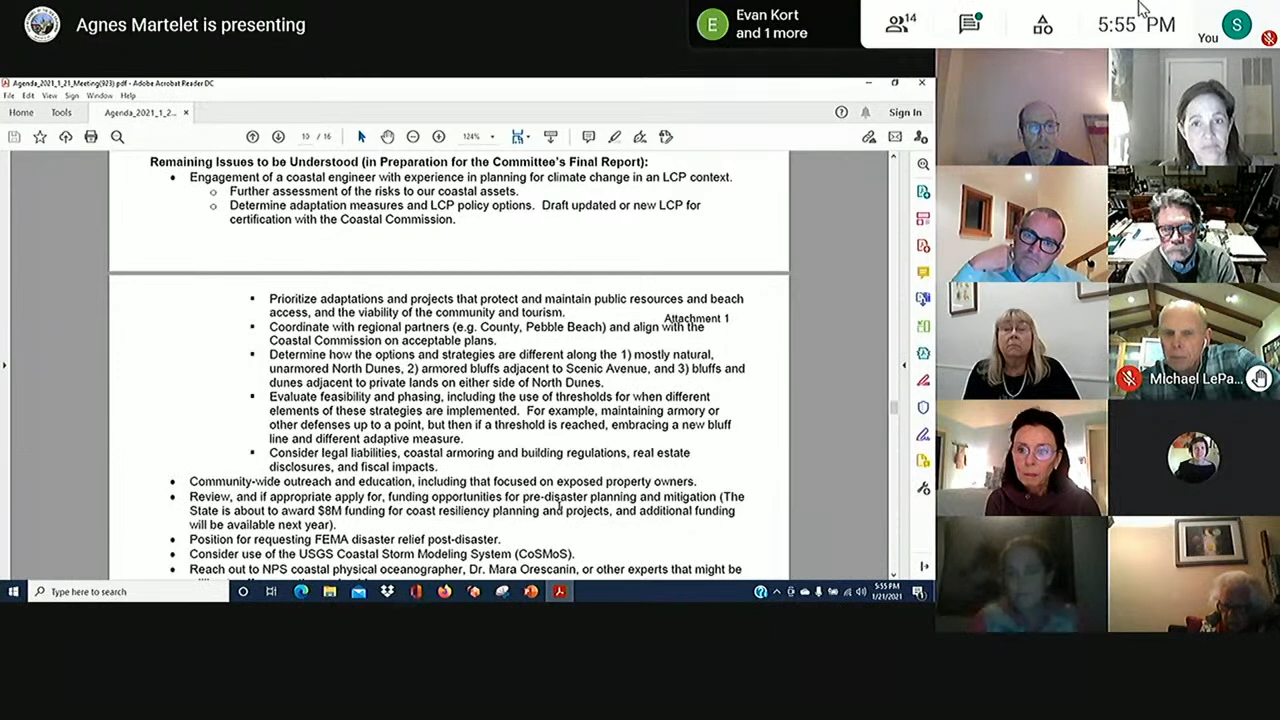 Agnes Martelet is presenting
E
Evan Kort
and 1 more
14
5:55 PM
You
S
Agenda_2021_1_21_Meeting(923).pdf - Adobe Acrobat Reader DC
File Edit View Sign Window Help
Home Tools Agenda_2021_1_2... × Sign In
10 / 16 124%
Remaining Issues to be Understood (in Preparation for the Committee's Final Report):
• Engagement of a coastal engineer with experience in planning for climate change in an LCP context.
o Further assessment of the risks to our coastal assets.
o Determine adaptation measures and LCP policy options. Draft updated or new LCP for
certification with the Coastal Commission.
Attachment 1
▪ Prioritize adaptations and projects that protect and maintain public resources and beach
access, and the viability of the community and tourism.
▪ Coordinate with regional partners (e.g. County, Pebble Beach) and align with the
Coastal Commission on acceptable plans.
▪ Determine how the options and strategies are different along the 1) mostly natural,
unarmored North Dunes, 2) armored bluffs adjacent to Scenic Avenue, and 3) bluffs and
dunes adjacent to private lands on either side of North Dunes.
▪ Evaluate feasibility and phasing, including the use of thresholds for when different
elements of these strategies are implemented. For example, maintaining armory or
other defenses up to a point, but then if a threshold is reached, embracing a new bluff
line and different adaptive measure.
▪ Consider legal liabilities, coastal armoring and building regulations, real estate
disclosures, and fiscal impacts.
• Community-wide outreach and education, including that focused on exposed property owners.
• Review, and if appropriate apply for, funding opportunities for pre-disaster planning and mitigation (The
State is about to award $8M funding for coast resiliency planning and projects, and additional funding
will be available next year).
• Position for requesting FEMA disaster relief post-disaster.
• Consider use of the USGS Coastal Storm Modeling System (CoSMoS).
• Reach out to NPS coastal physical oceanographer, Dr. Mara Orescanin, or other experts that might be
Michael LePa...
Type here to search
5:55 PM
1/21/2021